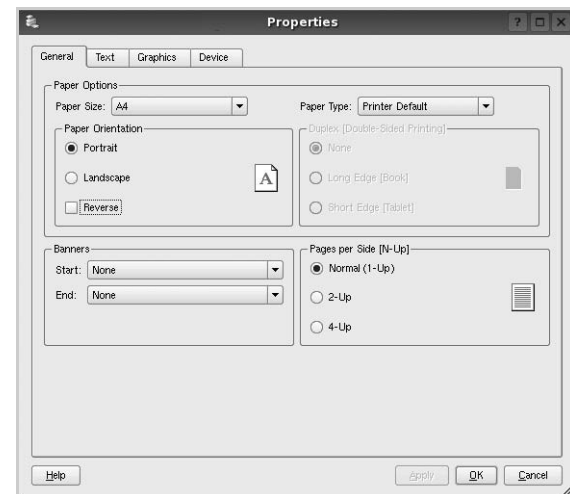 Properties
General Text Graphics Device
Paper Options
Paper Size: A4
Paper Type: Printer Default
Paper Orientation
Portrait
Landscape
Reverse
A
Duplex [Double-Sided Printing]
None
Long Edge [Book]
Short Edge [Tablet]
Banners
Start: None
End: None
Pages per Side [N-Up]
Normal (1-Up)
2-Up
4-Up
Help Apply OK Cancel